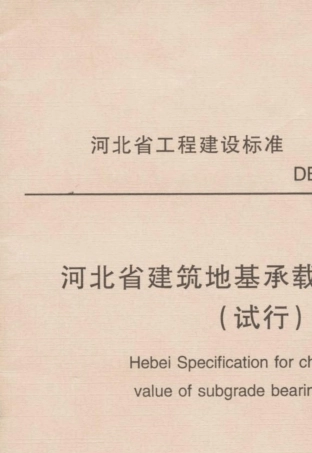 河北省工程建设标准
DB
河北省建筑地基承载
（试行）
Hebei Specification for ch
value of subgrade bearin